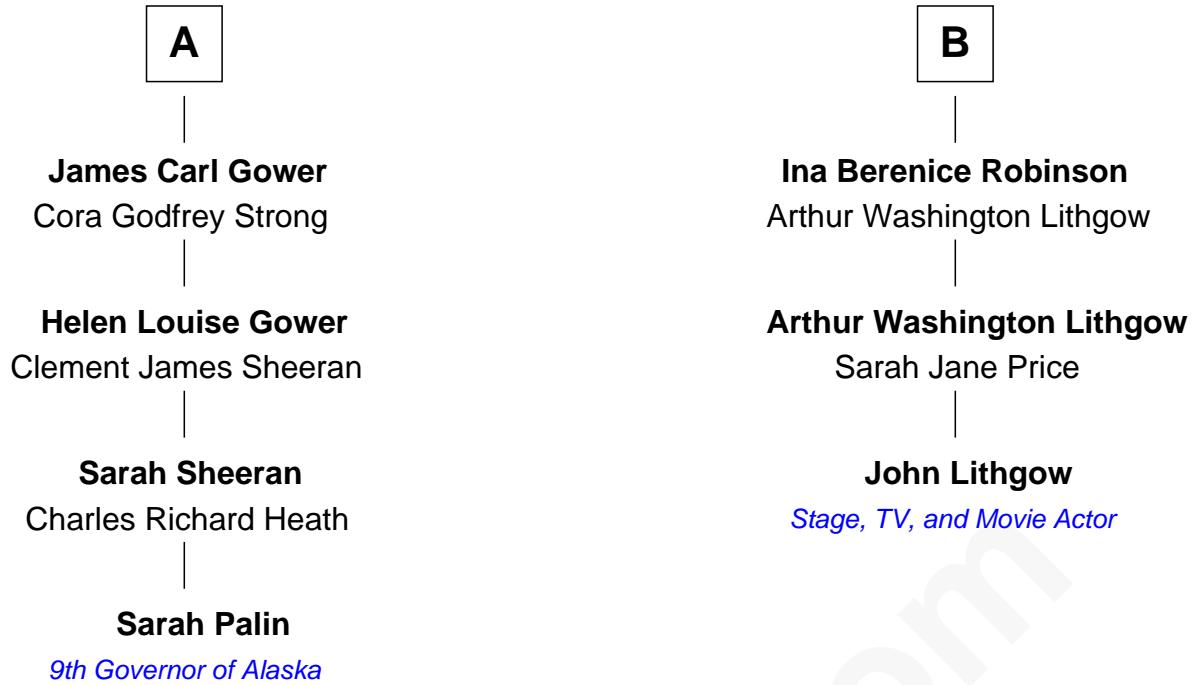 A
James Carl Gower
Cora Godfrey Strong
Helen Louise Gower
Clement James Sheeran
Sarah Sheeran
Charles Richard Heath
Sarah Palin
9th Governor of Alaska
B
Ina Berenice Robinson
Arthur Washington Lithgow
Arthur Washington Lithgow
Sarah Jane Price
John Lithgow
Stage, TV, and Movie Actor
om